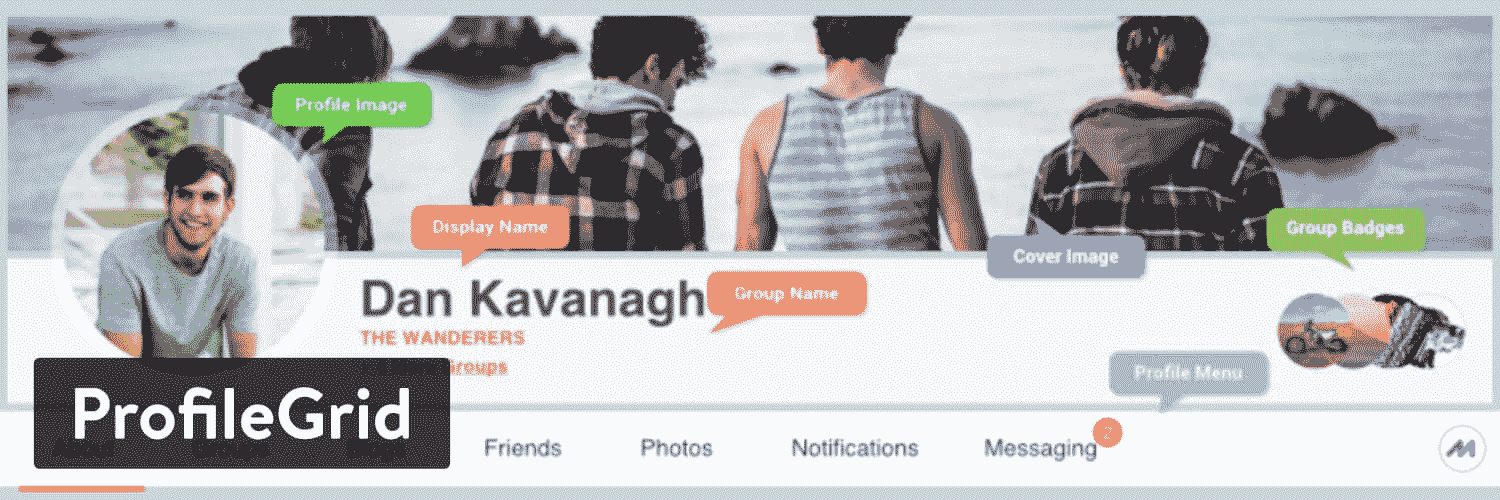 Profile Image
Display Name
Group Badges
Cover Image
Dan Kavanagh
Group Name
THE WANDERERS
Groups
Profile Menu
ProfileGrid
Friends
Photos
Notifications
Messaging
2